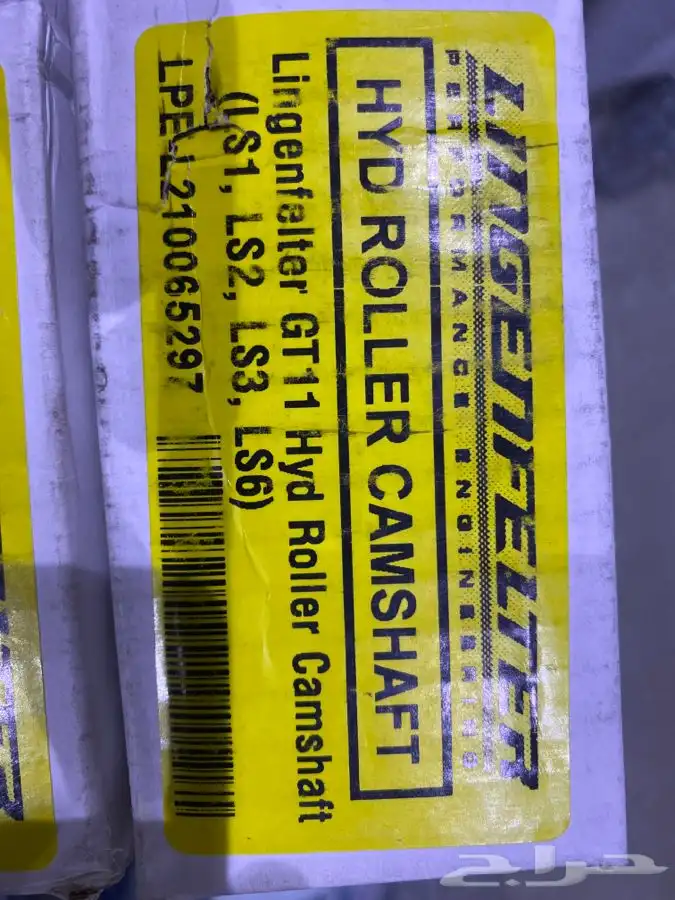 LINGENFELTER
PERFORMANCE ENGINEERING
HYD ROLLER CAMSHAFT
Lingenfelter GT11 Hyd Roller Camshaft
(LS1, LS2, LS3, LS6)
LPE L210065297
حراج